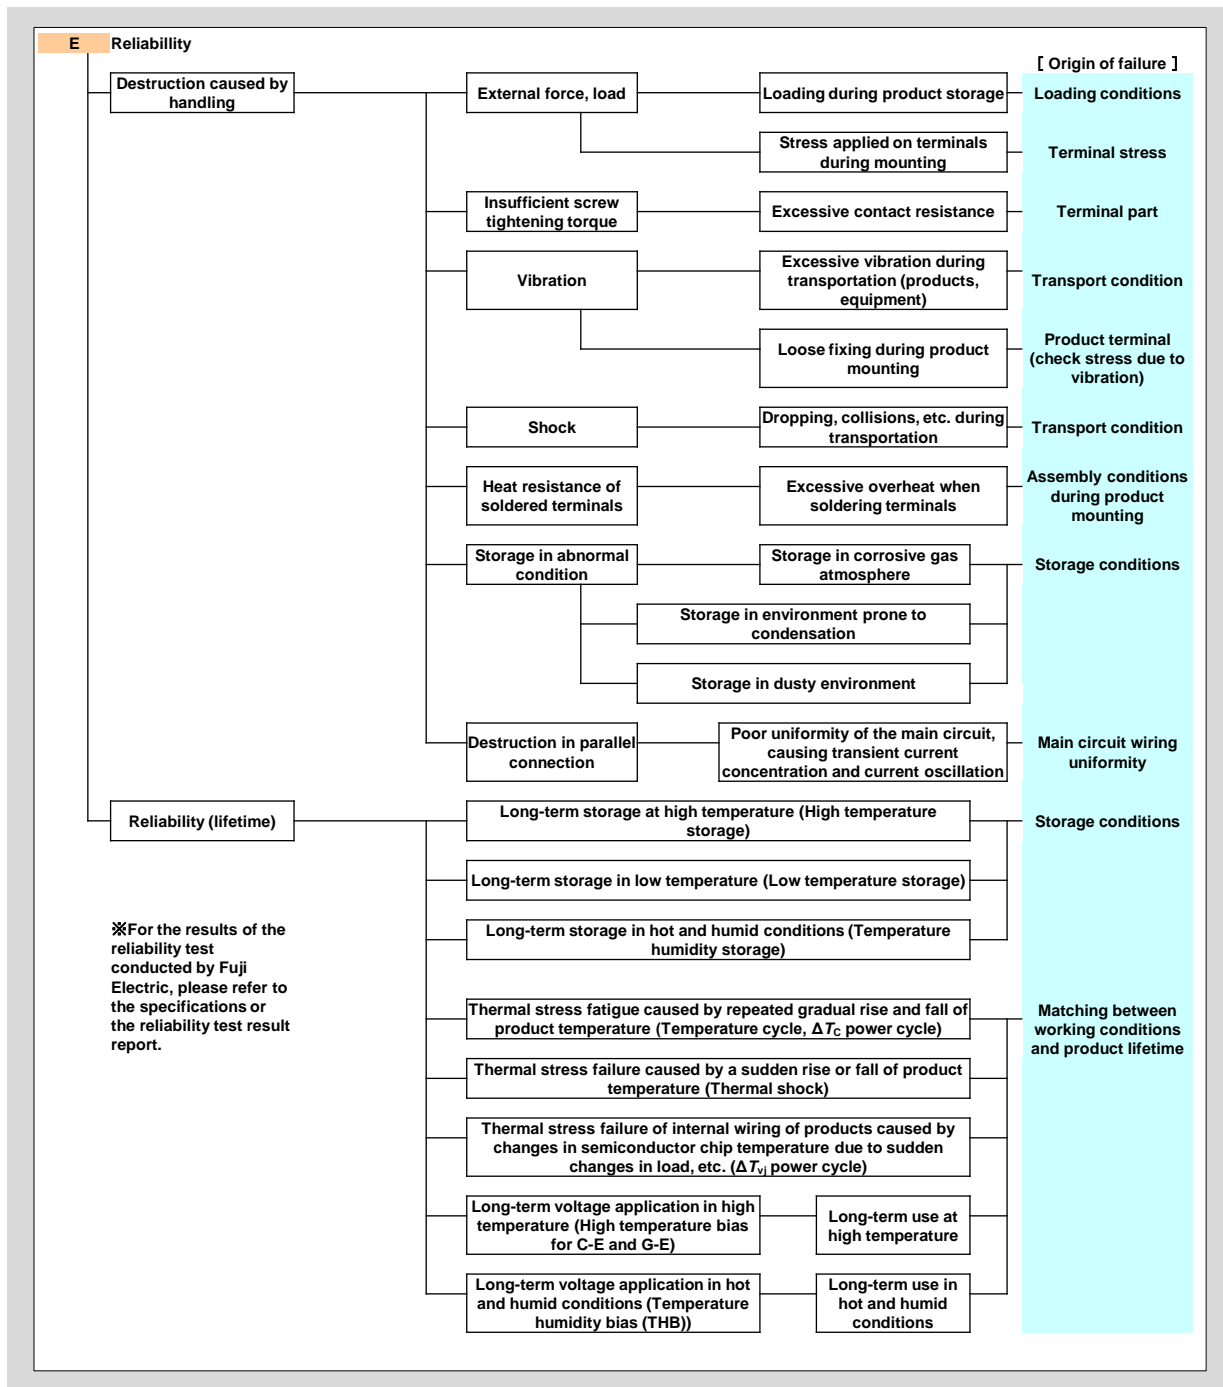 E Reliabillity
[ Origin of failure ]
Destruction caused by
handling
External force, load
Loading during product storage
Loading conditions
Stress applied on terminals
during mounting
Terminal stress
Insufficient screw
tightening torque
Excessive contact resistance
Terminal part
Vibration
Excessive vibration during
transportation (products,
equipment)
Transport condition
Loose fixing during product
mounting
Product terminal
(check stress due to
vibration)
Shock
Dropping, collisions, etc. during
transportation
Transport condition
Heat resistance of
soldered terminals
Excessive overheat when
soldering terminals
Assembly conditions
during product
mounting
Storage in abnormal
condition
Storage in corrosive gas
atmosphere
Storage conditions
Storage in environment prone to
condensation
Storage in dusty environment
Destruction in parallel
connection
Poor uniformity of the main circuit,
causing transient current
concentration and current oscillation
Main circuit wiring
uniformity
Reliability (lifetime)
Long-term storage at high temperature (High temperature
storage)
Storage conditions
Long-term storage in low temperature (Low temperature storage)
Long-term storage in hot and humid conditions (Temperature
humidity storage)
※For the results of the
reliability test
conducted by Fuji
Electric, please refer to
the specifications or
the reliability test result
report.
Thermal stress fatigue caused by repeated gradual rise and fall of
product temperature (Temperature cycle, ΔTC power cycle)
Matching between
working conditions
and product lifetime
Thermal stress failure caused by a sudden rise or fall of product
temperature (Thermal shock)
Thermal stress failure of internal wiring of products caused by
changes in semiconductor chip temperature due to sudden
changes in load, etc. (ΔTvj power cycle)
Long-term voltage application in high
temperature (High temperature bias
for C-E and G-E)
Long-term use at
high temperature
Long-term voltage application in hot
and humid conditions (Temperature
humidity bias (THB))
Long-term use in
hot and humid
conditions